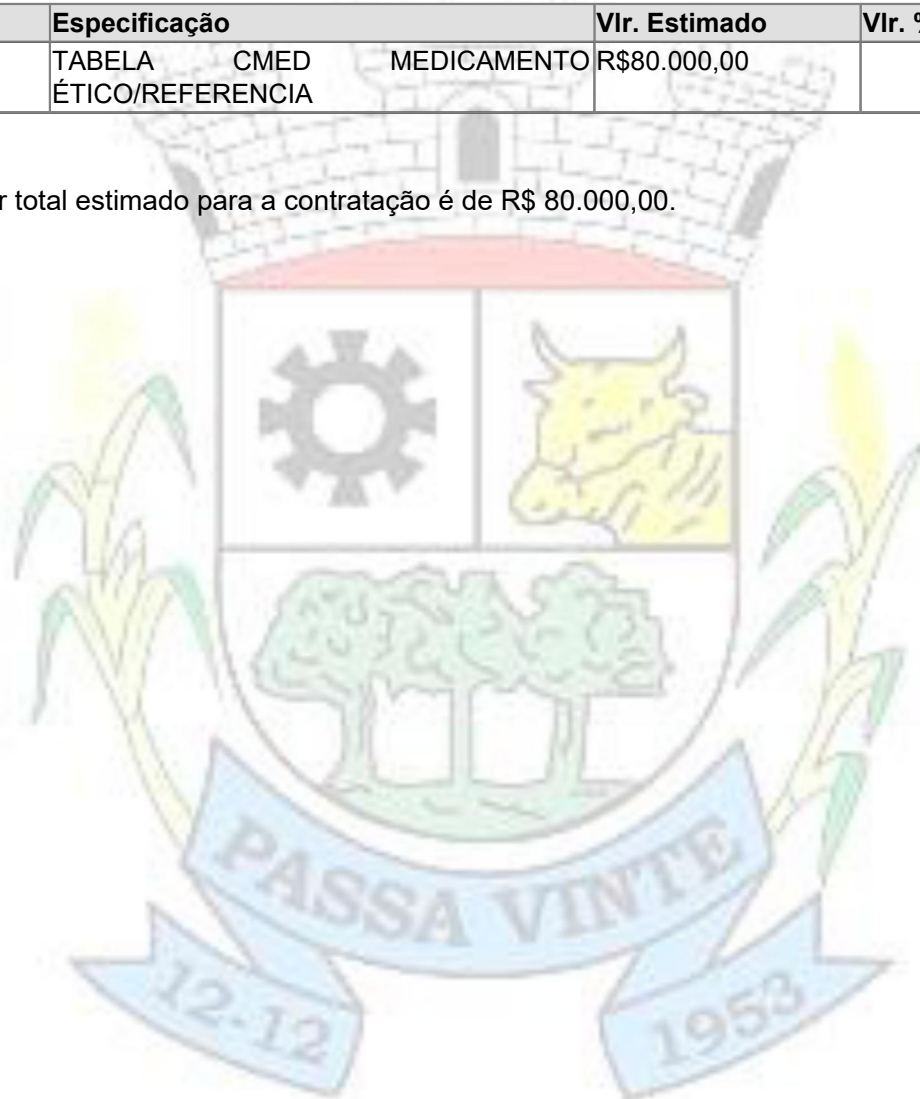 Especificação Vlr. Estimado Vlr.
TABELA CMED MEDICAMENTO R$80.000,00
ÉTICO/REFERENCIA
r total estimado para a contratação é de R$ 80.000,00.
PASSA VINTE
12-12 1953